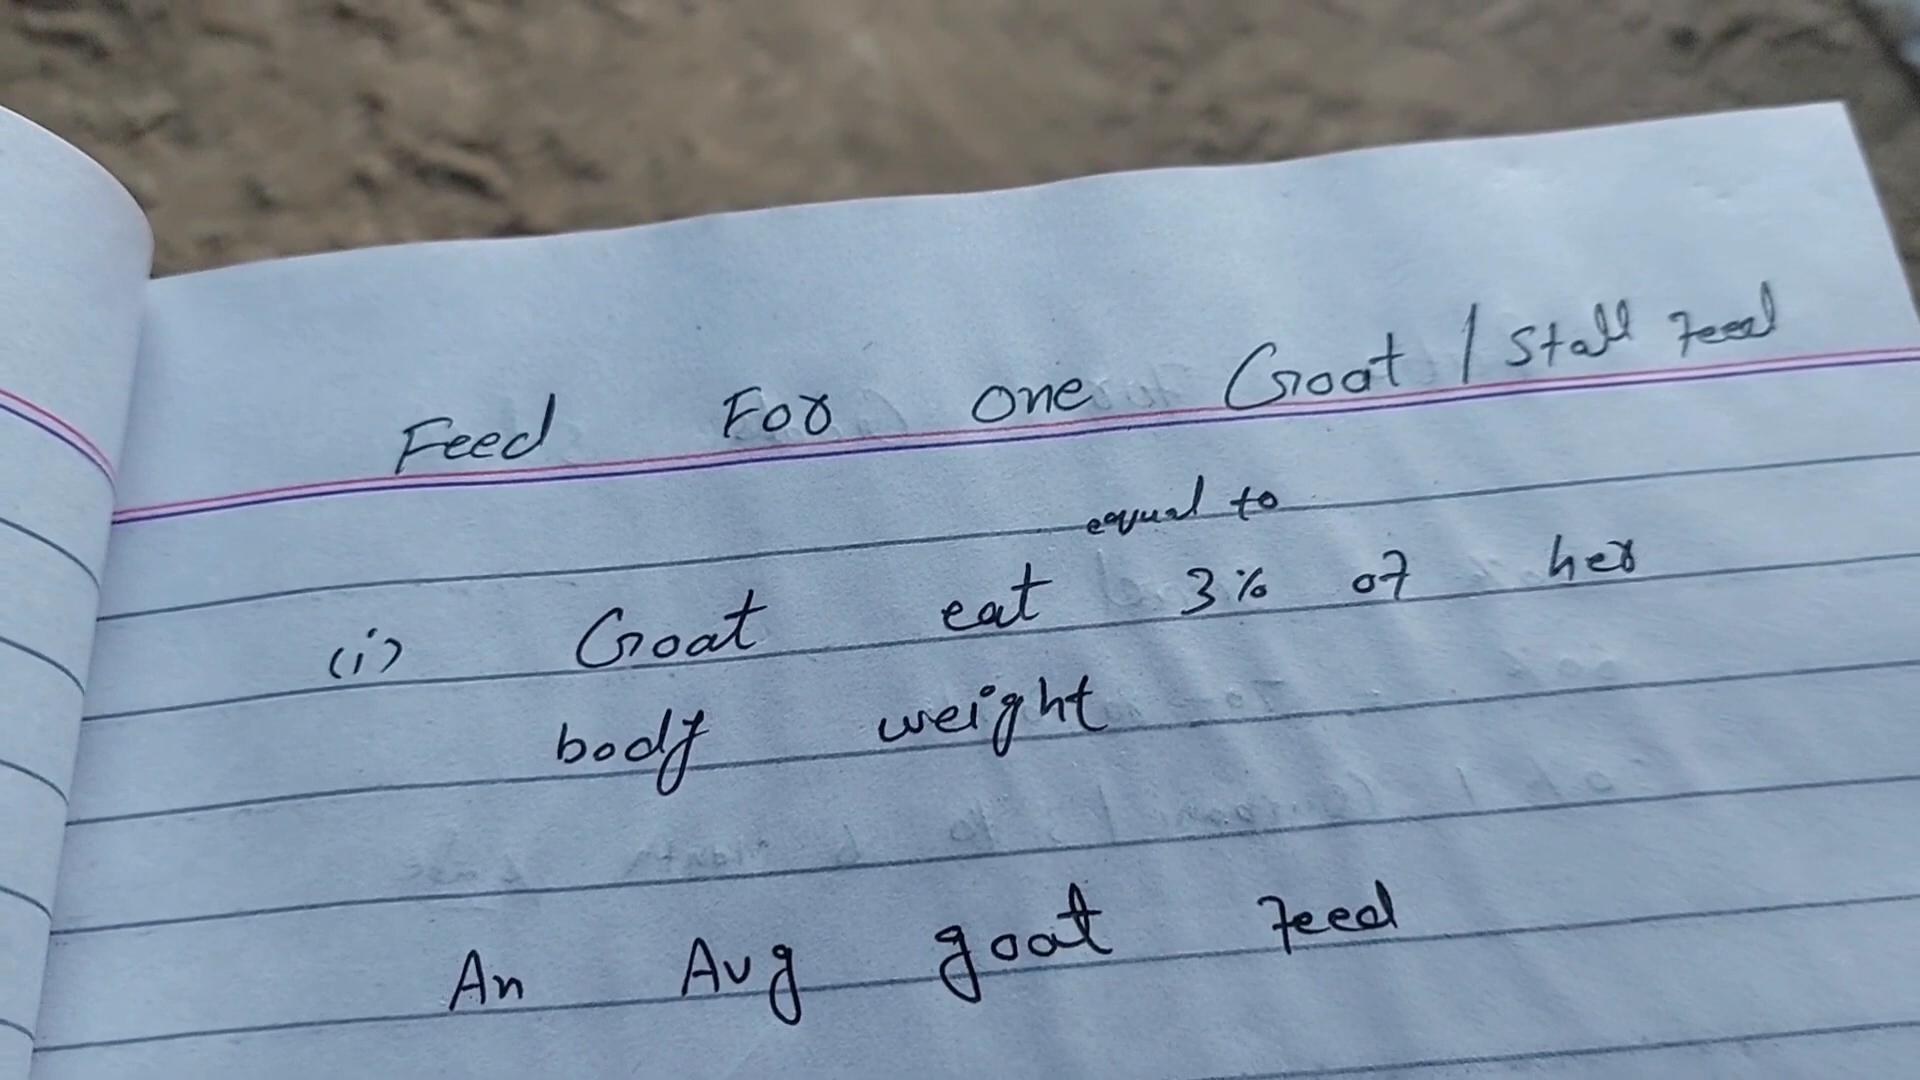 Feed For one Goat / Stall Feed
equal to
(i) Goat eat 3% of her
body weight
An Avg goat Feed